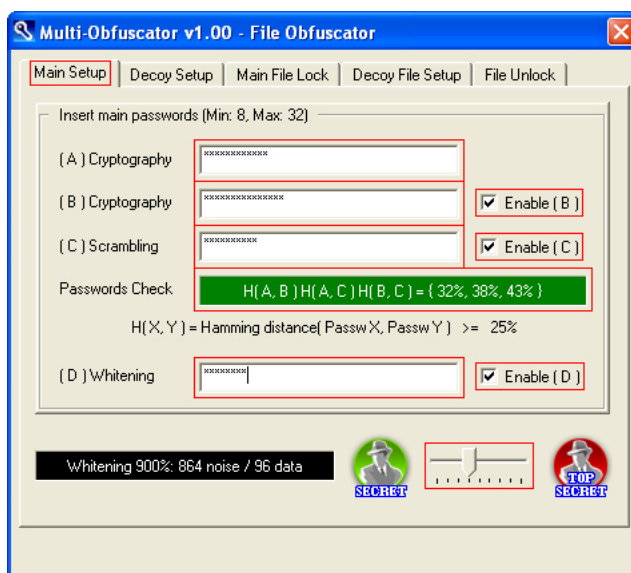 Multi-Obfuscator v1.00 - File Obfuscator
Main Setup Decoy Setup Main File Lock Decoy File Setup File Unlock
Insert main passwords (Min: 8, Max: 32)
(A) Cryptography ************
(B) Cryptography *************** Enable (B)
(C) Scrambling ********** Enable (C)
Passwords Check H(A, B) H(A, C) H(B, C) = { 32%, 38%, 43% }
H(X, Y) = Hamming distance( Passw X, Passw Y ) >= 25%
(D) Whitening ******** Enable (D)
Whitening 900%: 864 noise / 96 data
SECRET
TOP
SECRET